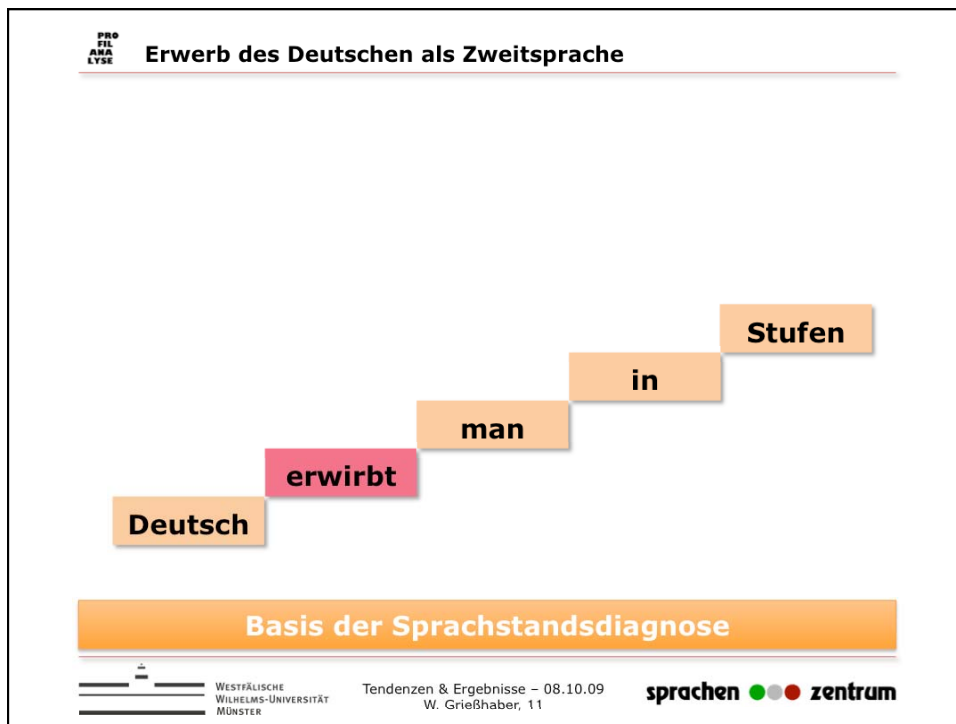 PRO
FIL
ANA
LYSE
Erwerb des Deutschen als Zweitsprache
Deutsch
erwirbt
man
in
Stufen
Basis der Sprachstandsdiagnose
WESTFÄLISCHE
WILHELMS-UNIVERSITÄT
MÜNSTER
Tendenzen & Ergebnisse – 08.10.09
W. Grießhaber, 11
sprachen zentrum